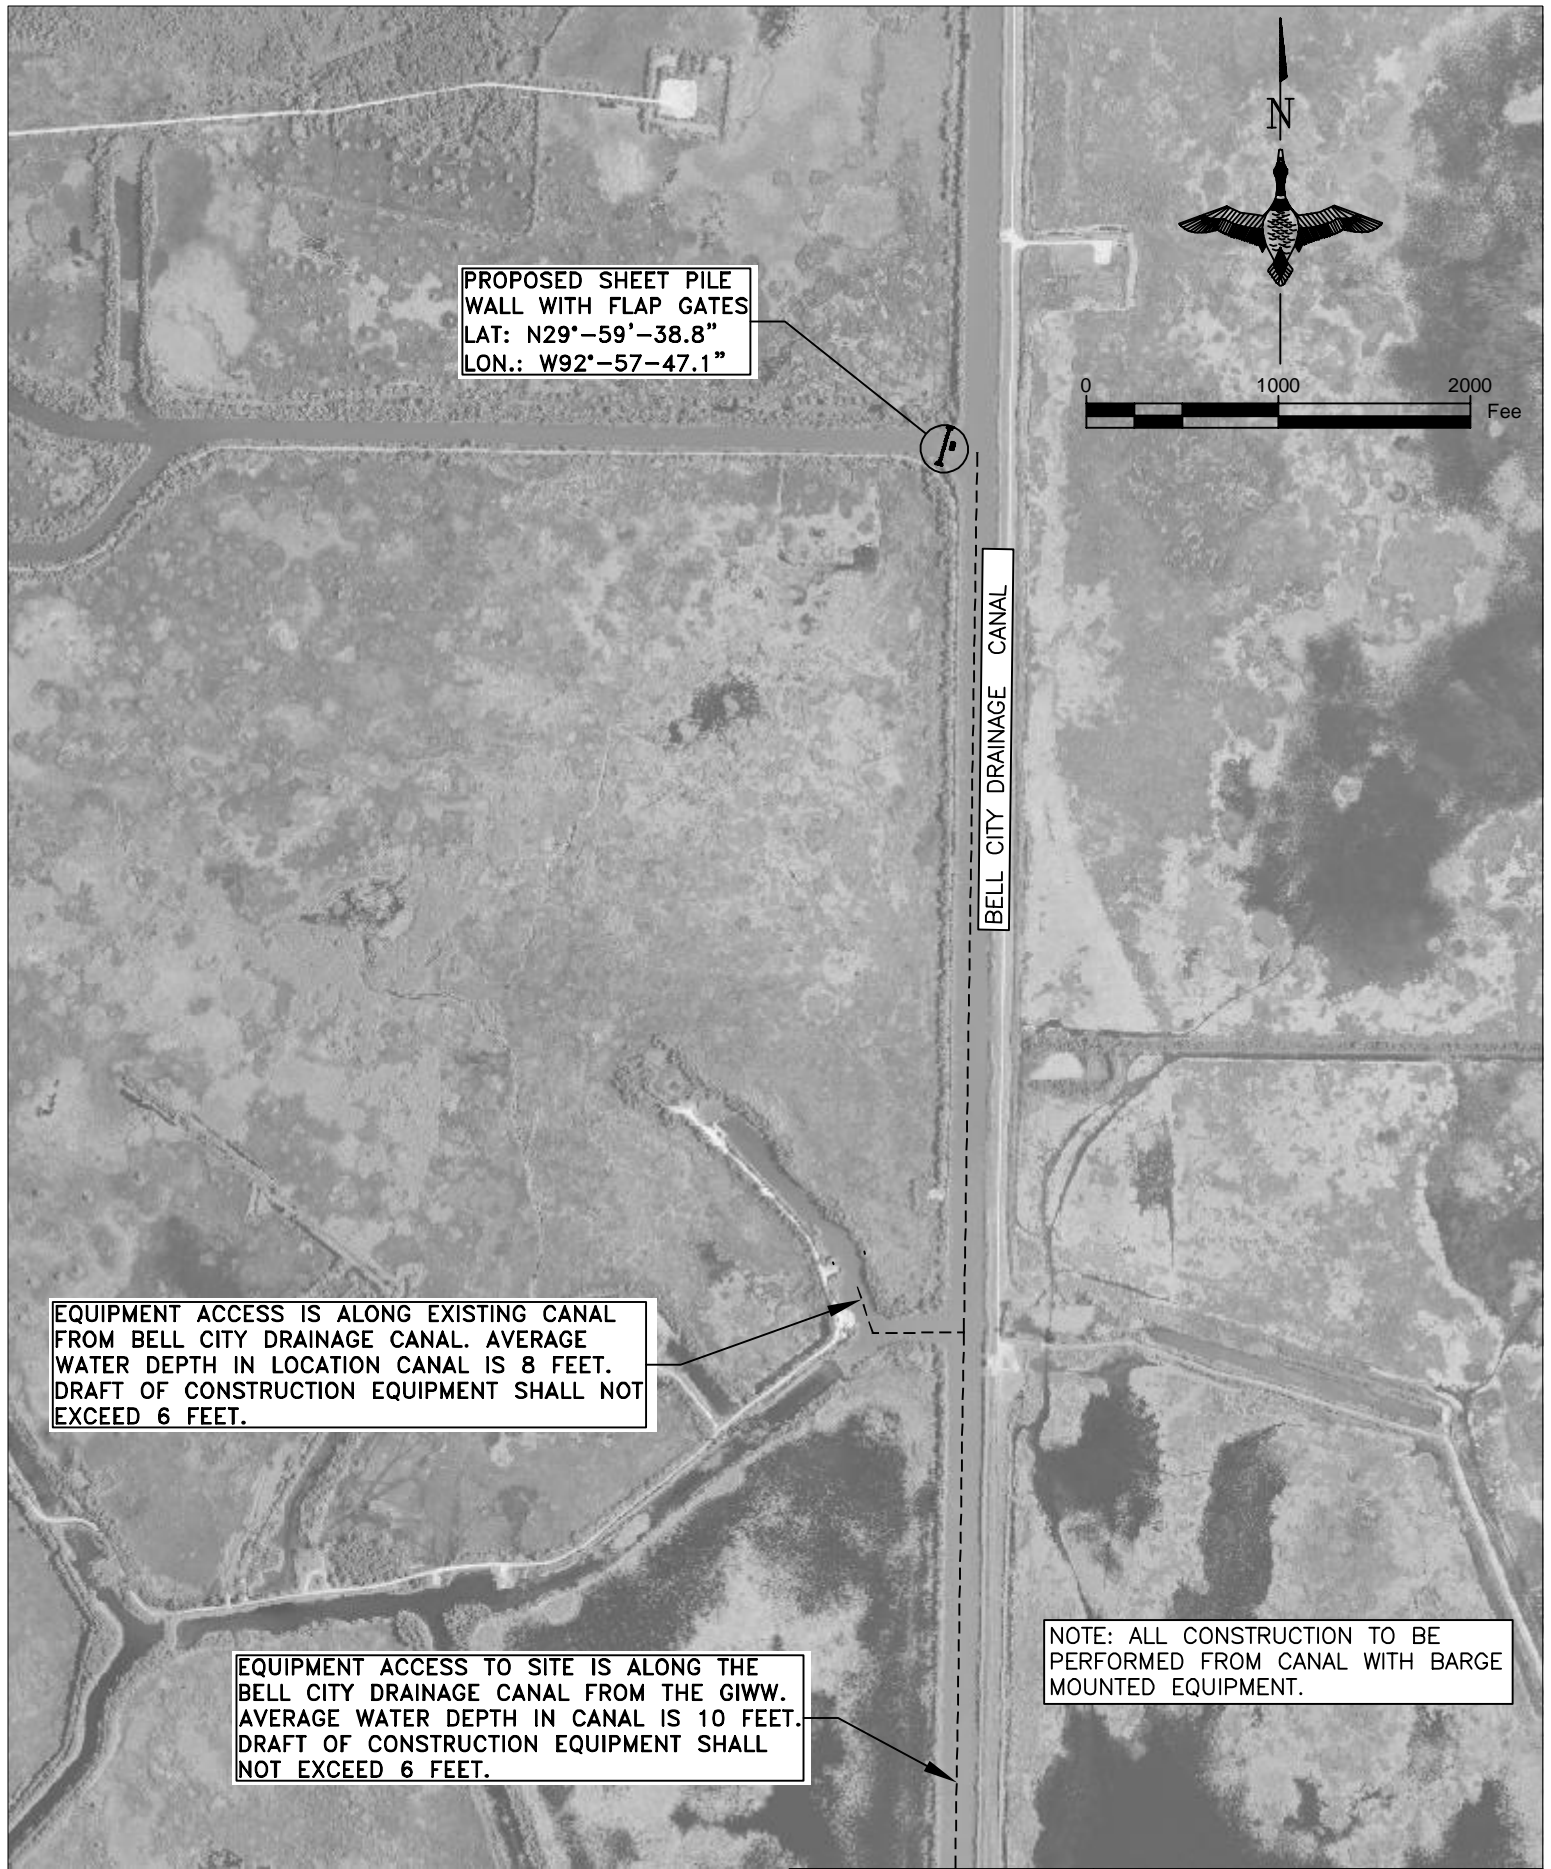 N
PROPOSED SHEET PILE
WALL WITH FLAP GATES
LAT: N29°-59'-38.8"
LON.: W92°-57-47.1"
0 1000 2000
Fee
BELL CITY DRAINAGE CANAL
EQUIPMENT ACCESS IS ALONG EXISTING CANAL
FROM BELL CITY DRAINAGE CANAL. AVERAGE
WATER DEPTH IN LOCATION CANAL IS 8 FEET.
DRAFT OF CONSTRUCTION EQUIPMENT SHALL NOT
EXCEED 6 FEET.
NOTE: ALL CONSTRUCTION TO BE
PERFORMED FROM CANAL WITH BARGE
MOUNTED EQUIPMENT.
EQUIPMENT ACCESS TO SITE IS ALONG THE
BELL CITY DRAINAGE CANAL FROM THE GIWW.
AVERAGE WATER DEPTH IN CANAL IS 10 FEET.
DRAFT OF CONSTRUCTION EQUIPMENT SHALL
NOT EXCEED 6 FEET.